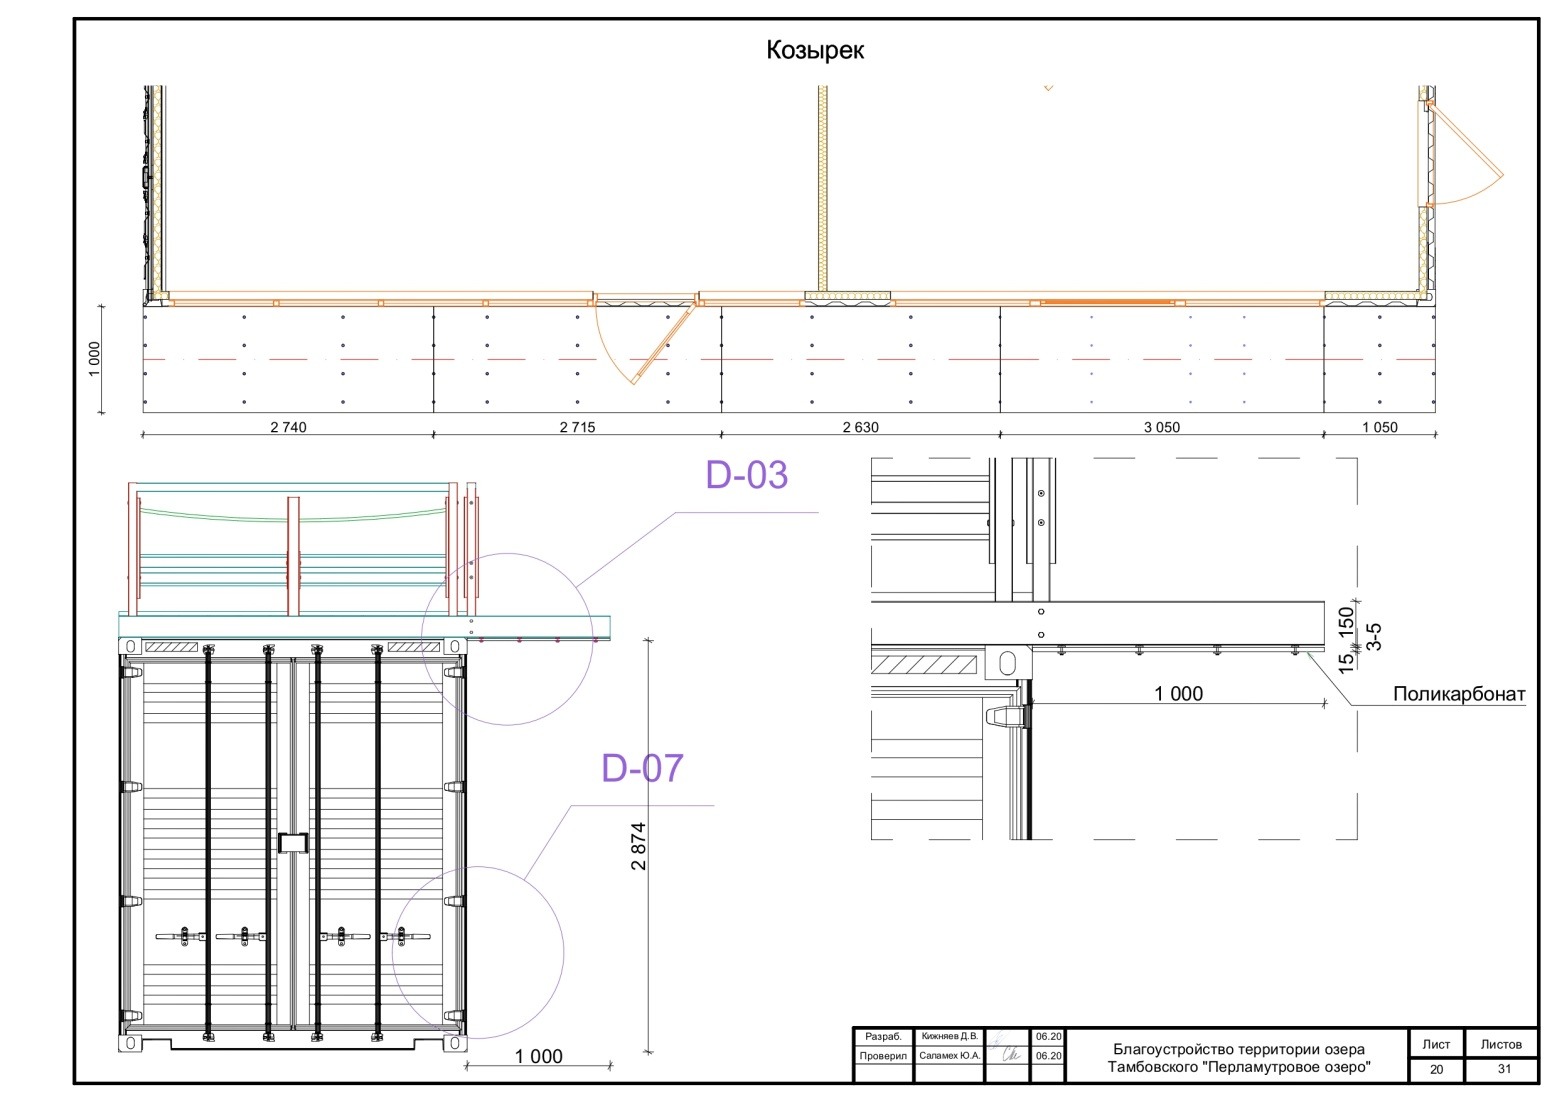 Козырек
1 000
2 740
2 715
2 630
3 050
1 050
D-03
150
3-5
15
1 000
Поликарбонат
D-07
2 874
1 000
Разраб.
Кижняев Д.В.
06.20
Проверил
Саламех Ю.А.
06.20
Благоустройство территории озера
Тамбовского "Перламутровое озеро"
Лист
Листов
20
31